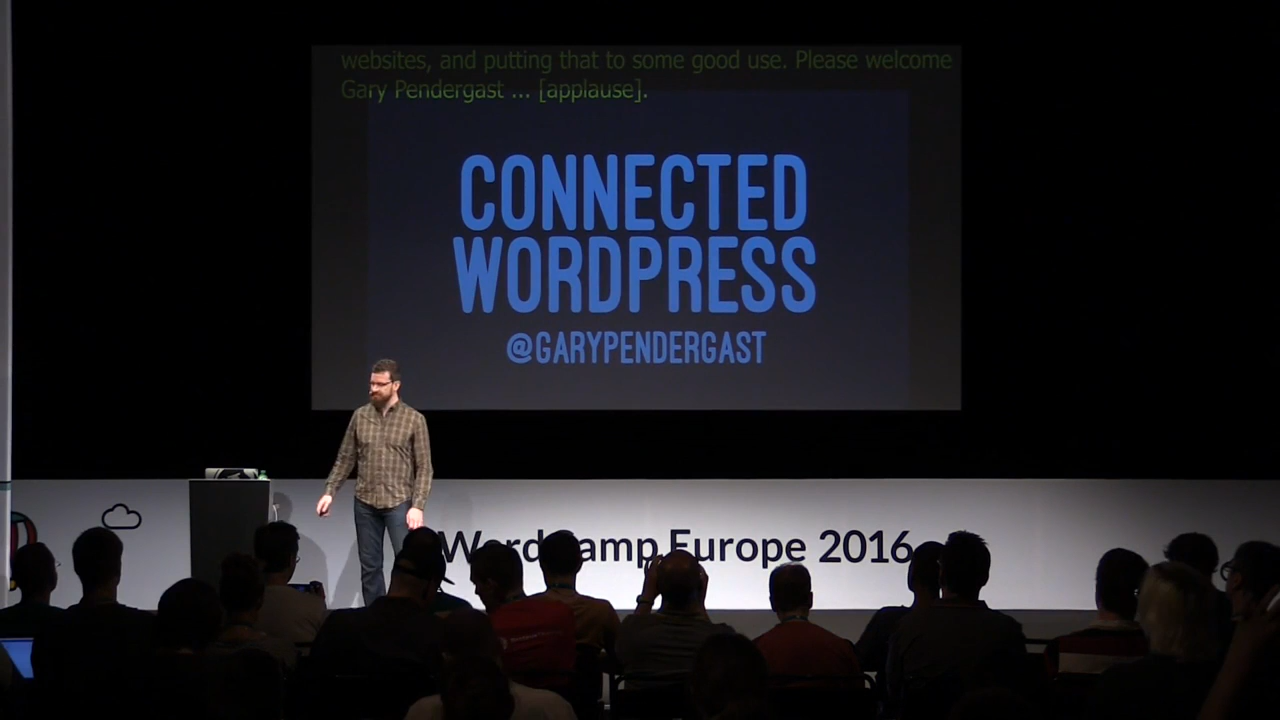 websites, and putting that to some good use. Please welcome
Gary Pendergast ... [applause].
CONNECTED
WORDPRESS
@GARYPENDERGAST
WordCamp Europe 2016